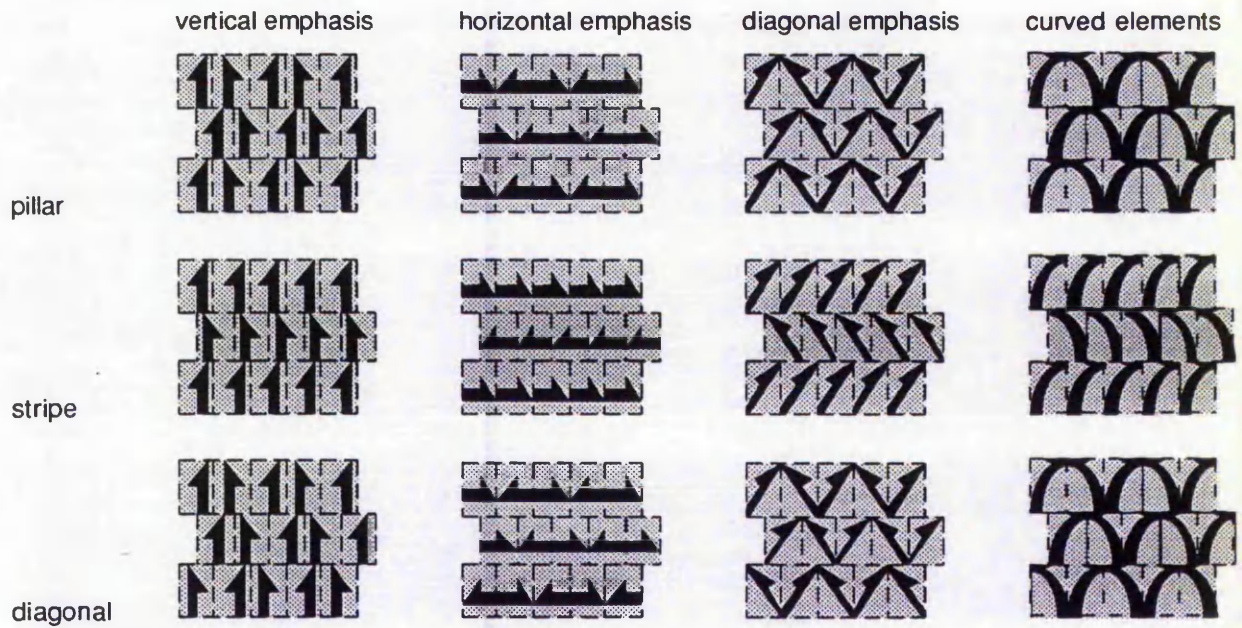 vertical emphasis horizontal emphasis diagonal emphasis curved elements
pillar
stripe
diagonal